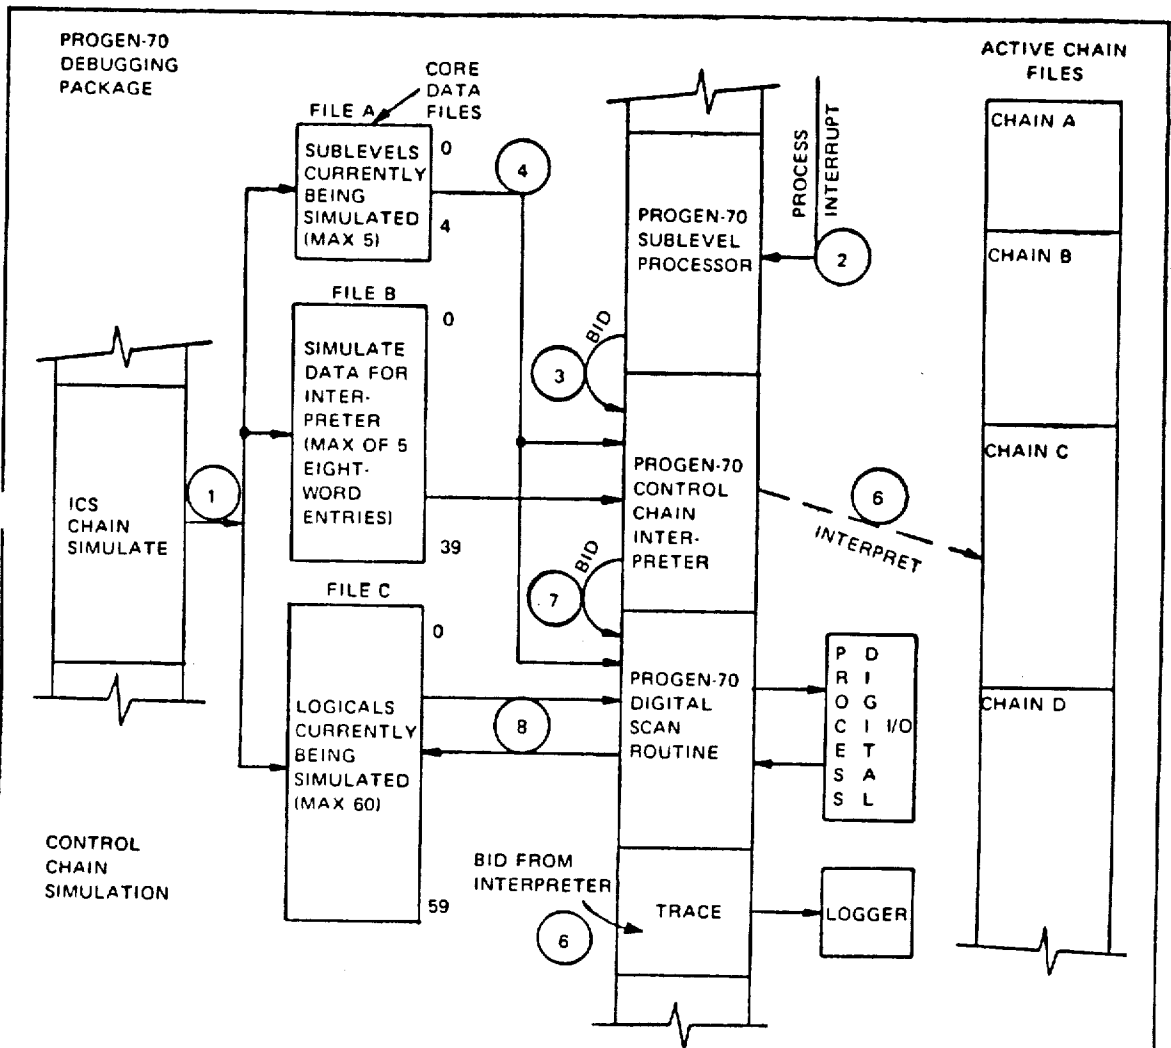 PROGEN-70
DEBUGGING
PACKAGE
CORE
DATA
FILES
ACTIVE CHAIN
FILES
FILE A
SUBLEVELS
CURRENTLY
BEING
SIMULATED
(MAX 5)
0
4
4
PROGEN-70
SUBLEVEL
PROCESSOR
PROCESS
INTERRUPT
2
CHAIN A
CHAIN B
CHAIN C
CHAIN D
FILE B
0
SIMULATE
DATA FOR
INTER-
PRETER
(MAX OF 5
EIGHT-
WORD
ENTRIES)
39
BID
3
ICS
CHAIN
SIMULATE
1
PROGEN-70
CONTROL
CHAIN
INTER-
PRETER
6
INTERPRET
BID
7
FILE C
0
LOGICALS
CURRENTLY
BEING
SIMULATED
(MAX 60)
59
8
PROGEN-70
DIGITAL
SCAN
ROUTINE
PROCESS
DIGITAL
I/O
CONTROL
CHAIN
SIMULATION
BID FROM
INTERPRETER
6
TRACE
LOGGER